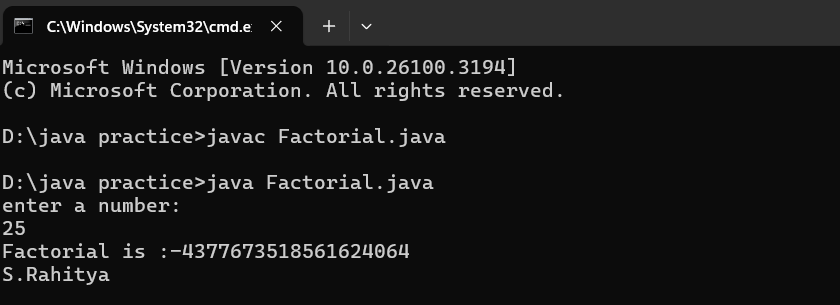 C:\Windows\System32\cmd.e
Microsoft Windows [Version 10.0.26100.3194]
(c) Microsoft Corporation. All rights reserved.
D:\java practice>javac Factorial.java
D:\java practice>java Factorial.java
enter a number:
25
Factorial is :-4377673518561624064
S.Rahitya